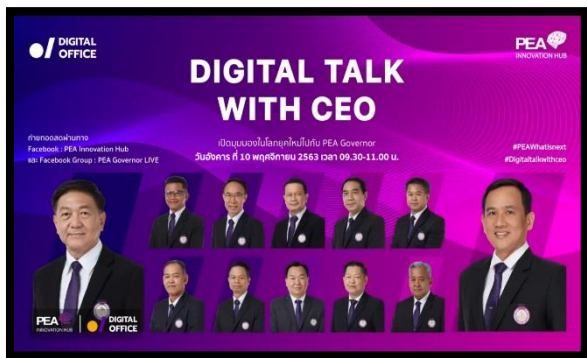 DIGITAL
OFFICE
PEA
INNOVATION HUB
DIGITAL TALK
WITH CEO
ถ่ายทอดสดผ่านทาง
Facebook : PEA Innovation Hub
และ Facebook Group : PEA Governor LIVE
เปิดมุมมองในโลกยุคใหม่ไปกับ PEA Governor
วันอังคาร ที่ 10 พฤศจิกายน 2563 เวลา 09.30-11.00 น.
#PEAWhatisnext
#Digitaltalkwithceo
PEA
INNOVATION HUB
DIGITAL
OFFICE